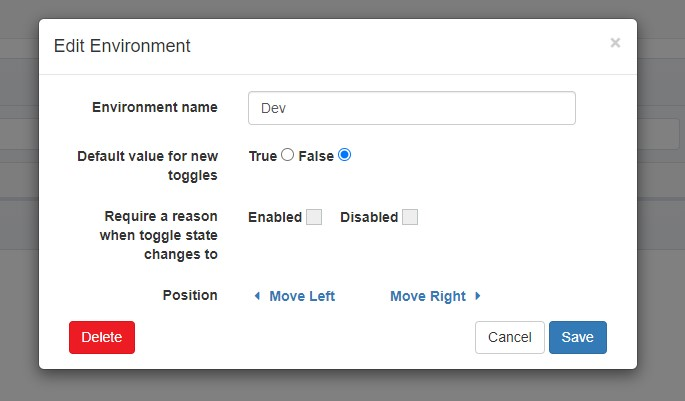 Edit Environment ×
Environment name Dev
Default value for new
toggles True False
Require a reason
when toggle state
changes to Enabled Disabled
Position Move Left Move Right
Delete Cancel Save